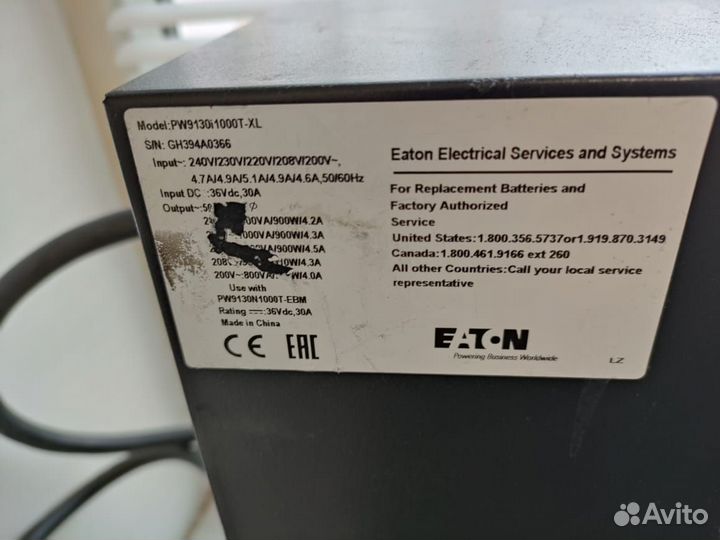 Model:PW9130i1000T-XL
S/N: GH394A0366
Input~: 240V/230V/220V/208V/200V~,
4.7A/4.9A/5.1A/4.9A/4.6A,50/60Hz
Input DC :36Vdc,30A
Output~:
VA/900W/4.2A
1000VA/900W/4.3A
VA/900W/4.5A
W/4.3A
200V~:800VA/ W/4.0A
Use with
PW9130N1000T-EBM
Rating :36Vdc,30A
Made in China
CE EAC
Eaton Electrical Services and Systems
For Replacement Batteries and
Factory Authorized
Service
United States:1.800.356.5737or1.919.870.3149
Canada:1.800.461.9166 ext 260
All other Countries:Call your local service
representative
EATON
Powering Business Worldwide
LZ
Avito